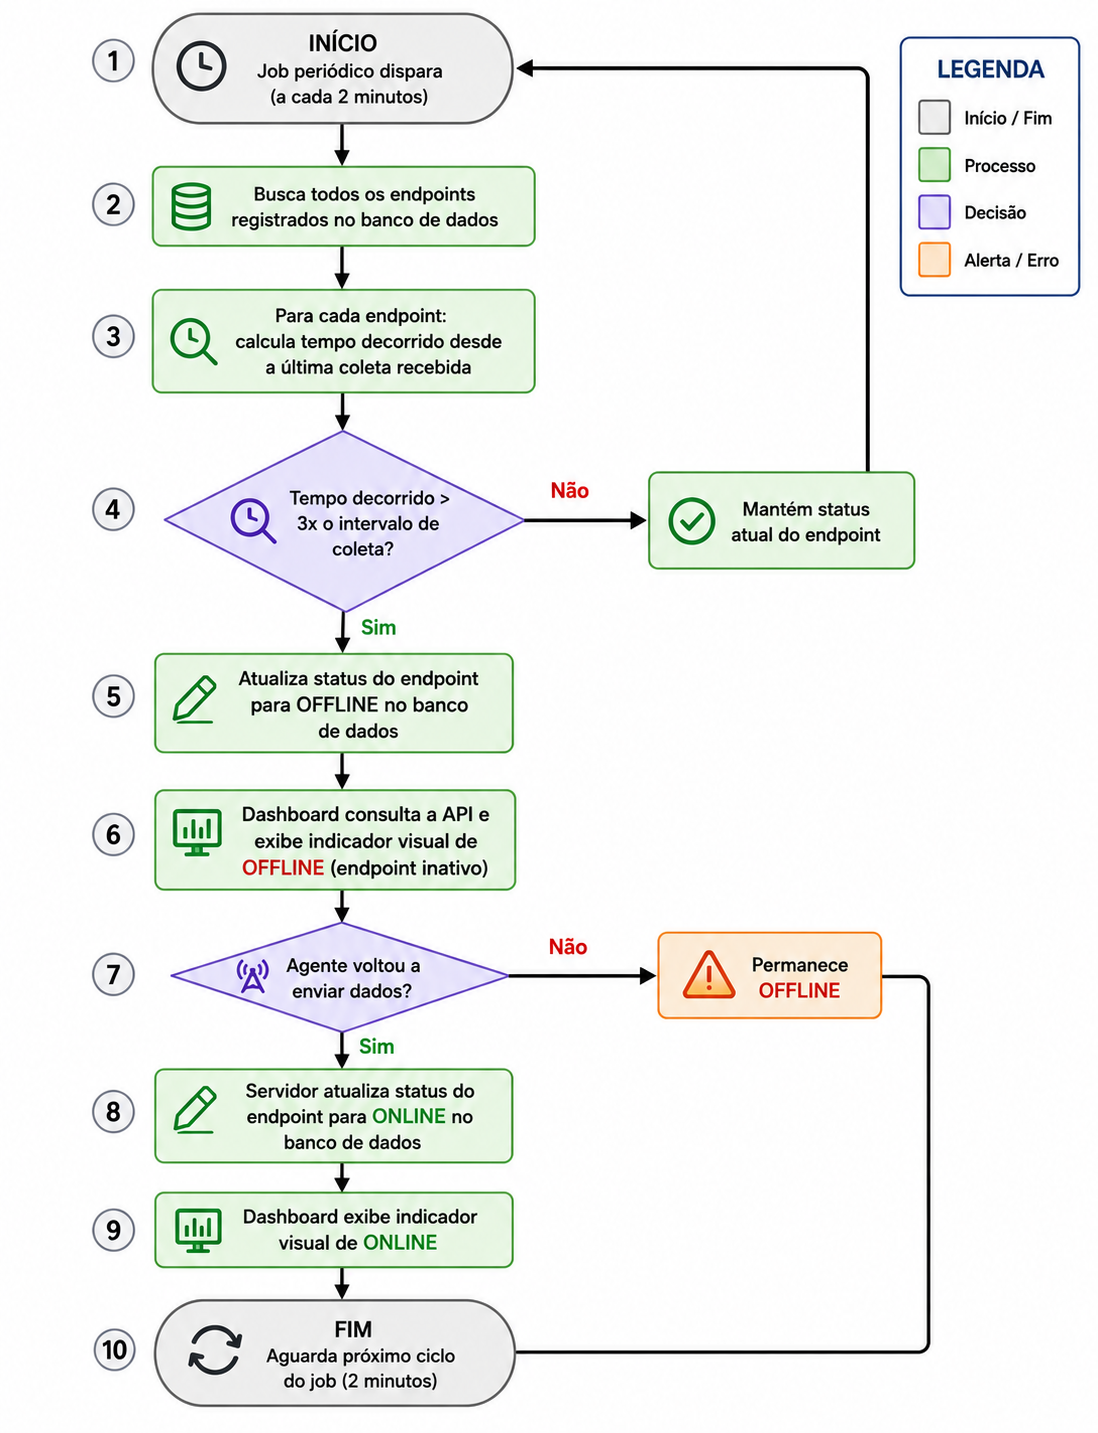 1
INÍCIO
Job periódico dispara
(a cada 2 minutos)
LEGENDA
Início / Fim
Processo
Decisão
Alerta / Erro
2
Busca todos os endpoints
registrados no banco de dados
3
Para cada endpoint:
calcula tempo decorrido desde
a última coleta recebida
4
Tempo decorrido >
3x o intervalo de
coleta?
Não
Mantém status
atual do endpoint
Sim
5
Atualiza status do endpoint
para OFFLINE no banco
de dados
6
Dashboard consulta a API e
exibe indicador visual de
OFFLINE (endpoint inativo)
7
Agente voltou a
enviar dados?
Não
Permanece
OFFLINE
Sim
8
Servidor atualiza status do
endpoint para ONLINE no
banco de dados
9
Dashboard exibe indicador
visual de ONLINE
10
FIM
Aguarda próximo ciclo
do job (2 minutos)